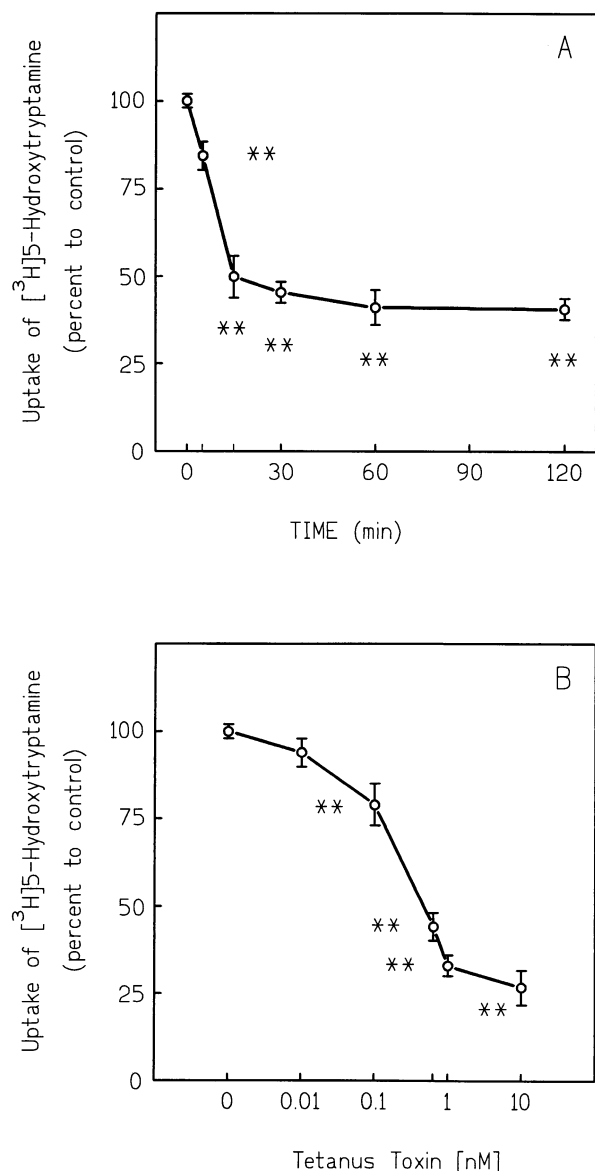 A
Uptake of [³H]5-Hydroxytryptamine
(percent to control)
100
75
50
25
0
**
**
**
**
**
0 30 60 90 120
TIME (min)
B
Uptake of [³H]5-Hydroxytryptamine
(percent to control)
100
75
50
25
0
**
**
**
**
0 0.01 0.1 1 10
Tetanus Toxin [nM]